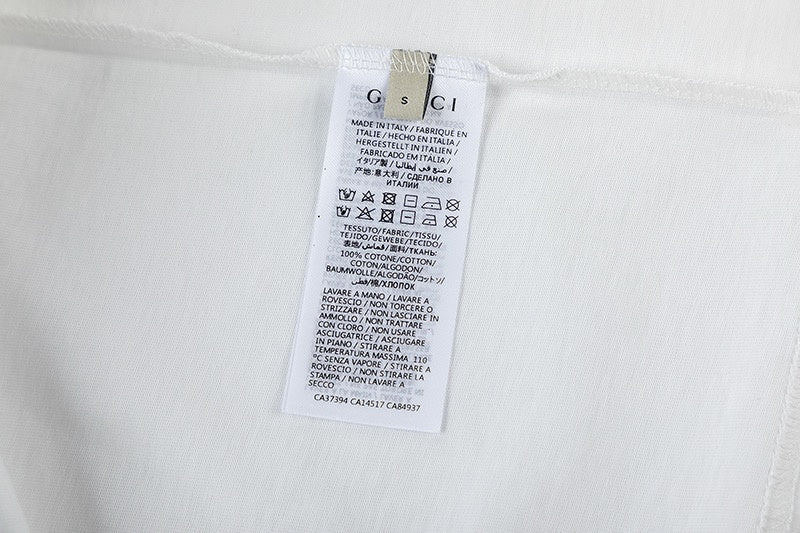 G CI
S
MADE IN ITALY / FABRIQUÉ EN
ITALIE / HECHO EN ITALIA /
HERGESTELLT IN ITALIEN /
FABRICADO EM ITÁLIA /
イタリア製 / صنع في إيطاليا /
产地:意大利 / СДЕЛАНО В
ИТАЛИИ
TESSUTO/FABRIC/TISSU/
TEJIDO/GEWEBE/TECIDO/
表地/قماش/面料/ТКАНЬ:
100% COTONE/COTTON/
COTON/ALGODON/
BAUMWOLLE/ALGODÃO/コットン/
قطن/棉/ХЛОПОК
LAVARE A MANO / LAVARE A
ROVESCIO / NON TORCERE O
STRIZZARE / NON LASCIARE IN
AMMOLLO / NON TRATTARE
CON CLORO / NON USARE
ASCIUGATRICE / ASCIUGARE
IN PIANO / STIRARE A
TEMPERATURA MASSIMA 110
°C SENZA VAPORE / STIRARE A
ROVESCIO / NON STIRARE LA
STAMPA / NON LAVARE A
SECCO
CA37394 CA14517 CA84937